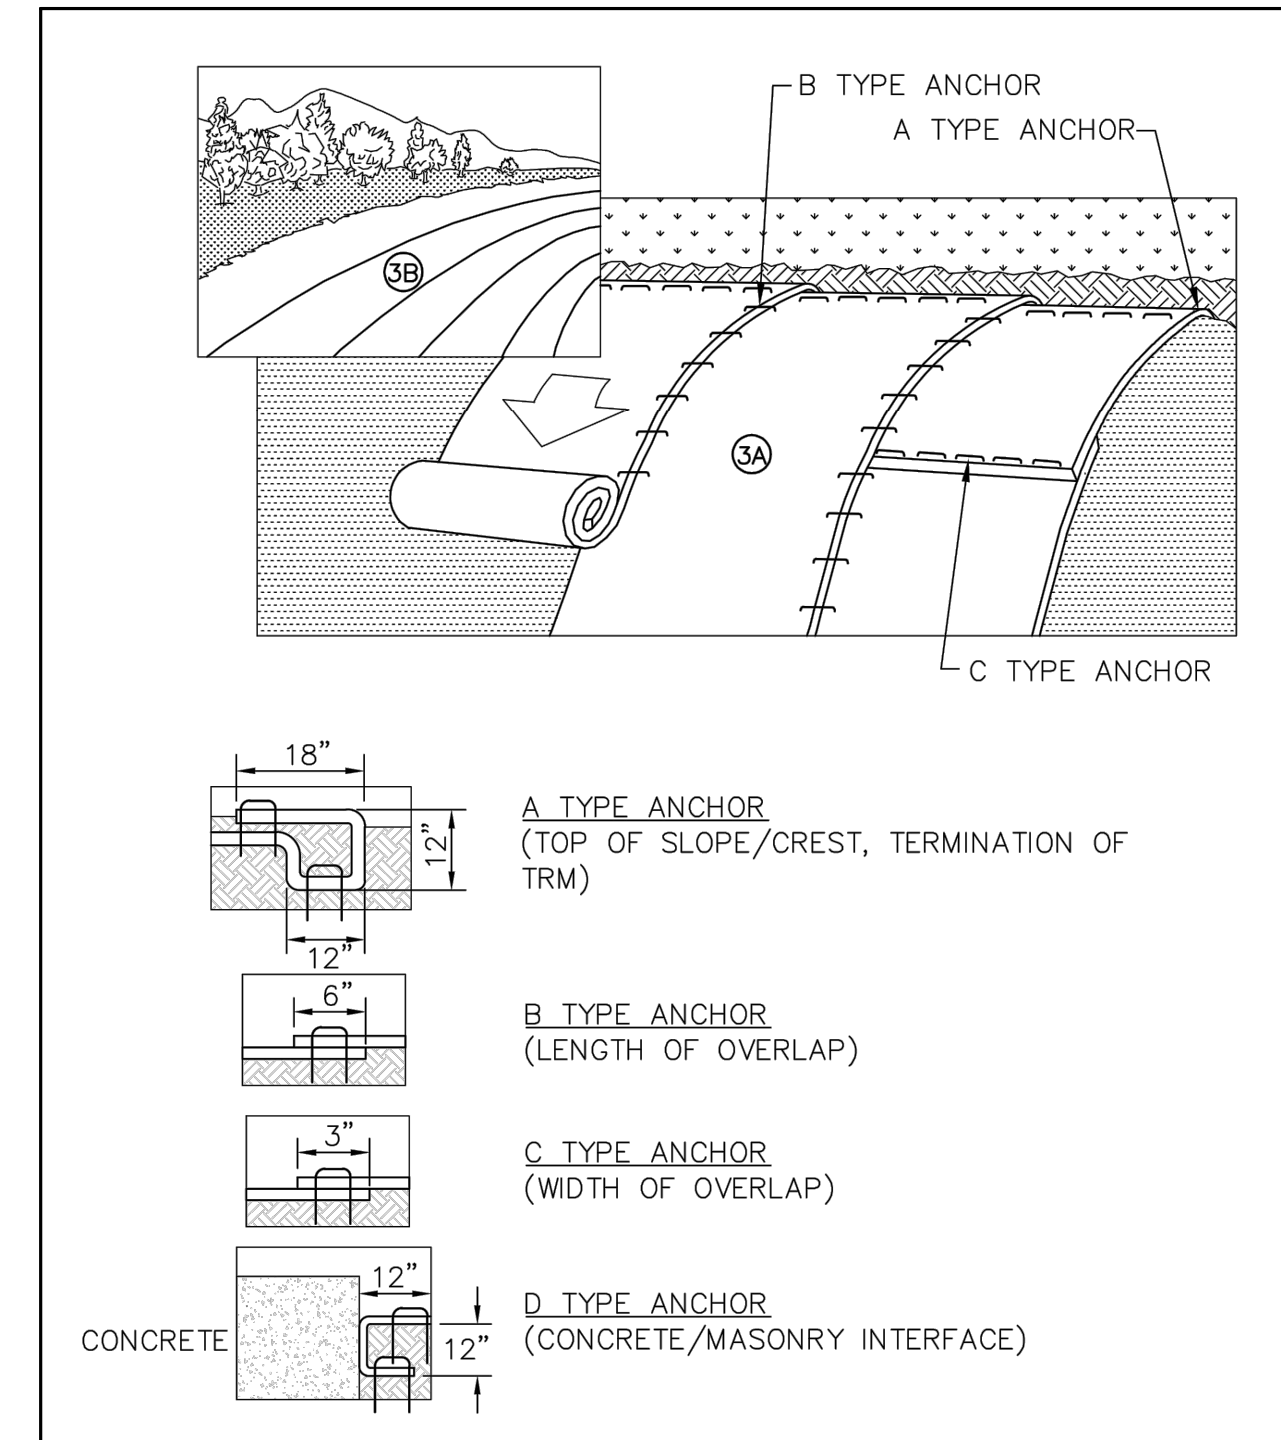 B TYPE ANCHOR
A TYPE ANCHOR
3B
3A
C TYPE ANCHOR
18”
12”
12”
A TYPE ANCHOR
(TOP OF SLOPE/CREST, TERMINATION OF
TRM)
6”
B TYPE ANCHOR
(LENGTH OF OVERLAP)
3”
C TYPE ANCHOR
(WIDTH OF OVERLAP)
12”
12”
CONCRETE
D TYPE ANCHOR
(CONCRETE/MASONRY INTERFACE)